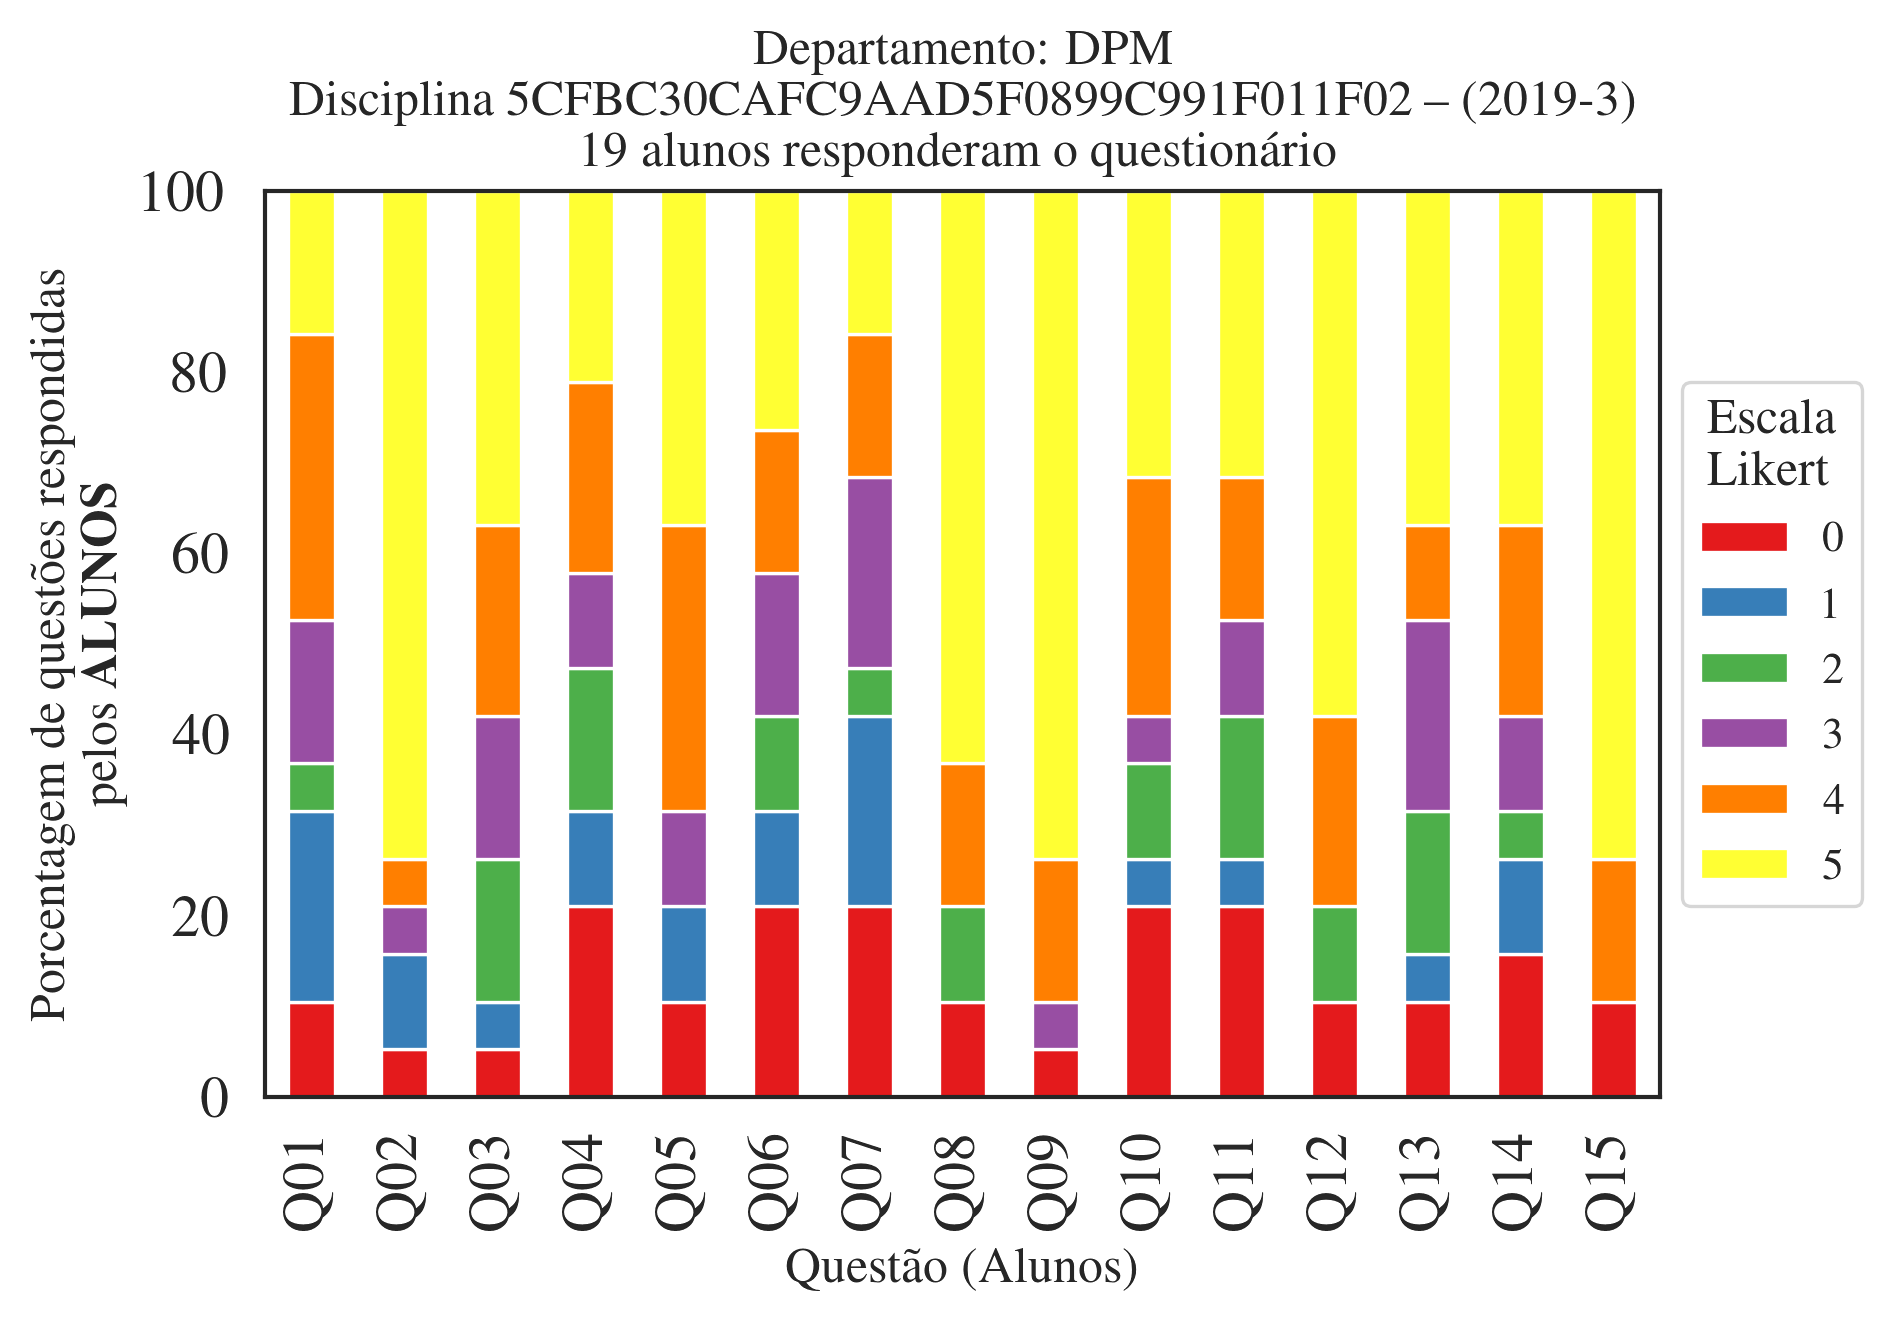 Departamento: DPM
Disciplina 5CFBC30CAFC9AAD5F0899C991F011F02 – (2019-3)
19 alunos responderam o questionário
100
80
60
40
20
0
Porcentagem de questões respondidas
pelos ALUNOS
Q01
Q02
Q03
Q04
Q05
Q06
Q07
Q08
Q09
Q10
Q11
Q12
Q13
Q14
Q15
Questão (Alunos)
Escala
Likert
0
1
2
3
4
5